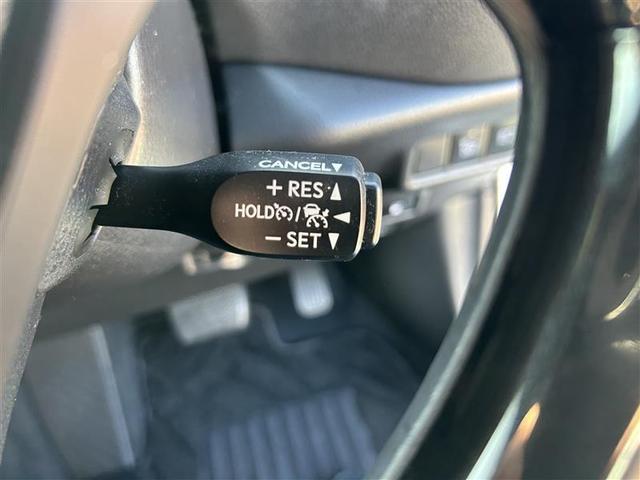 CANCEL▼
+ RES ▲
HOLD / ◀
− SET ▼